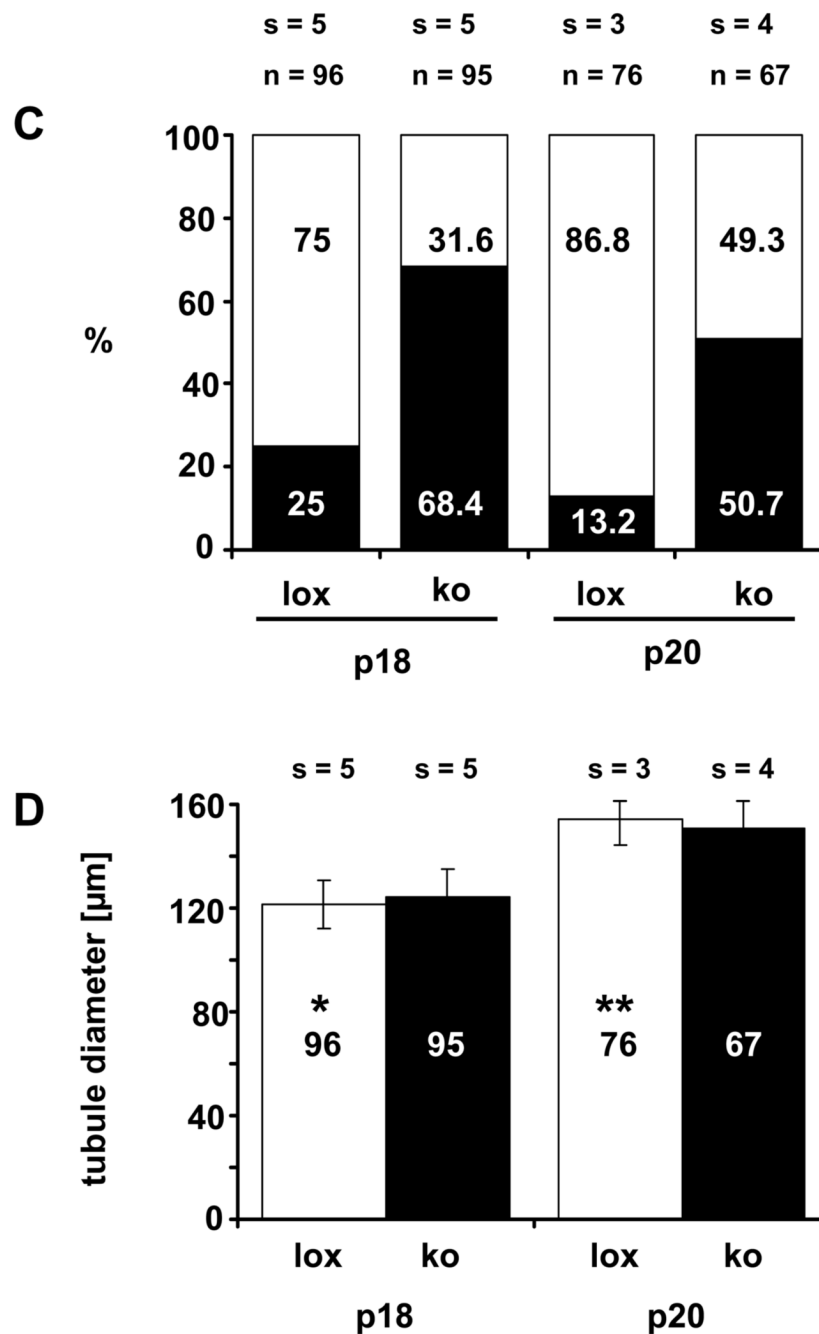 s = 5 s = 5 s = 3 s = 4
n = 96 n = 95 n = 76 n = 67
C
100
80
60
40
20
0
%
75 31.6 86.8 49.3
25 68.4 13.2 50.7
lox ko lox ko
p18 p20
s = 5 s = 5 s = 3 s = 4
D
160
120
80
40
0
tubule diameter [µm]
* **
96 95 76 67
lox ko lox ko
p18 p20